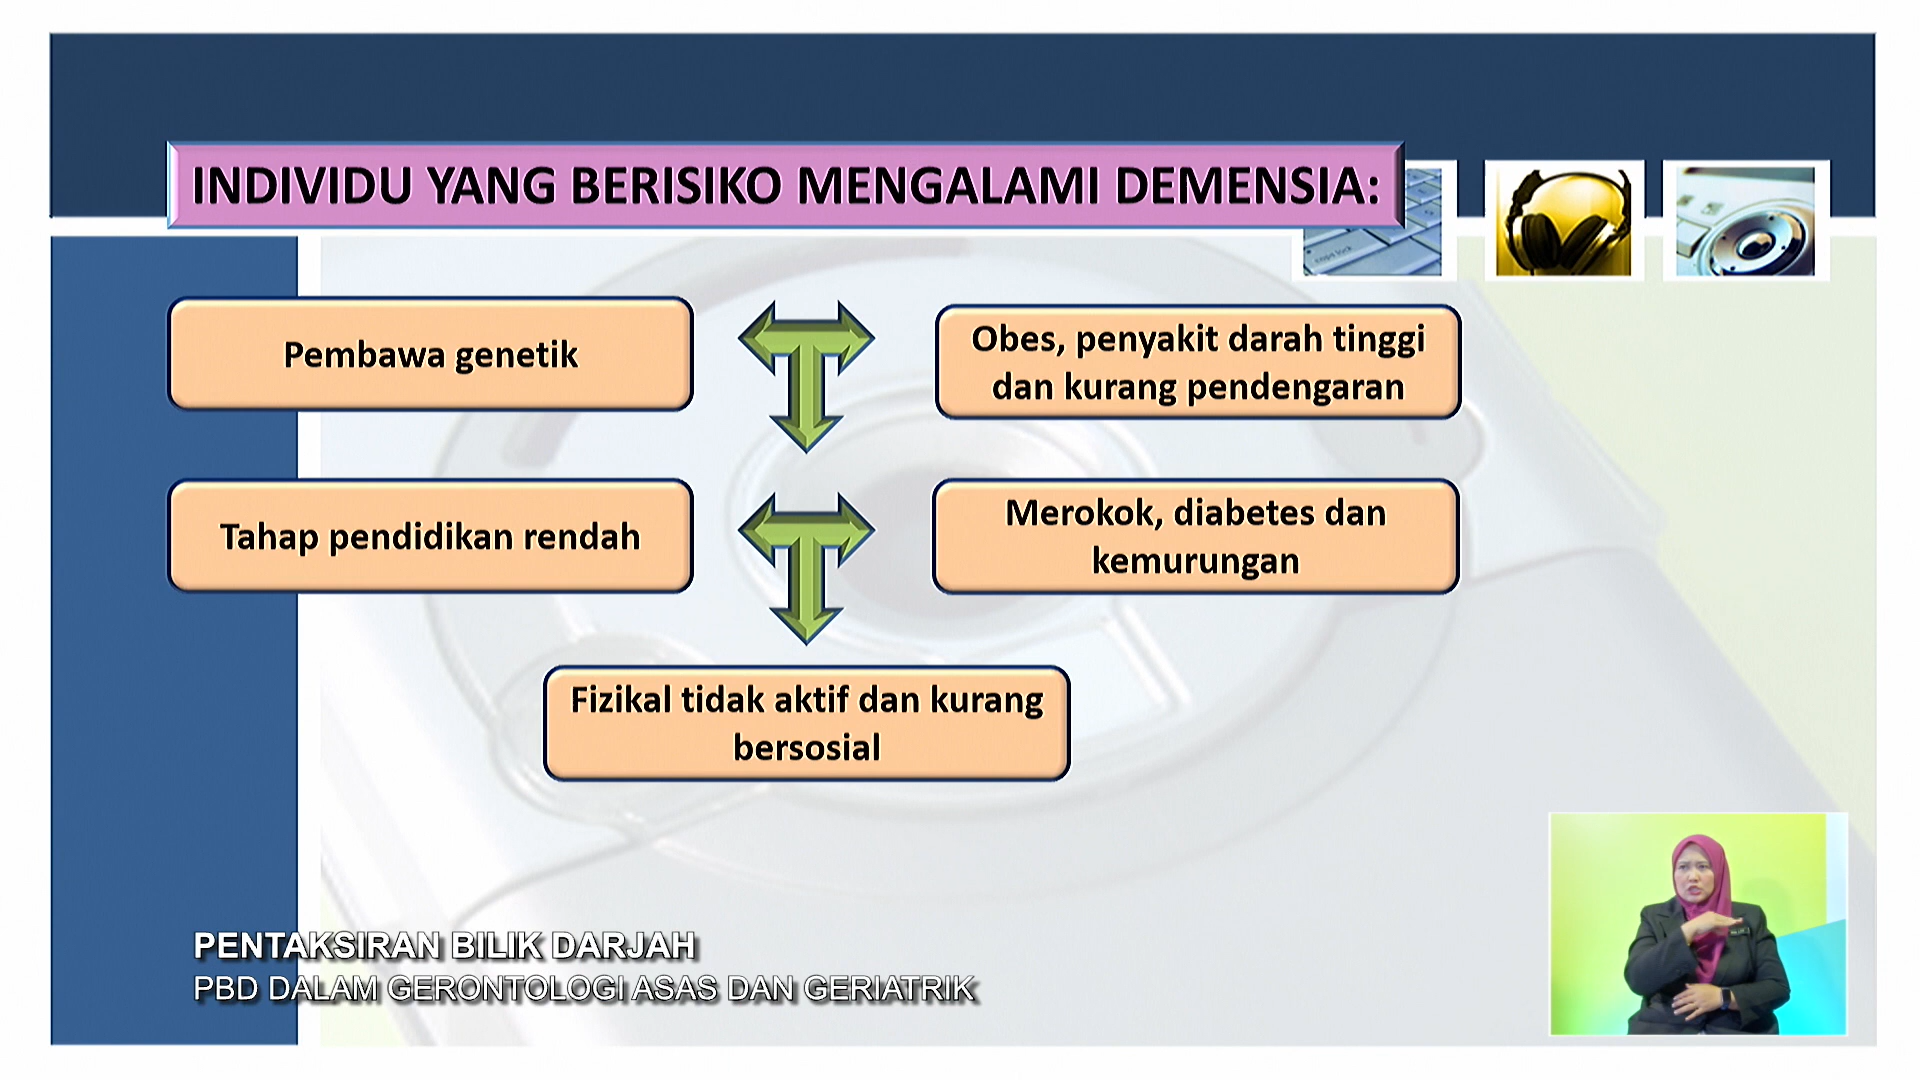 INDIVIDU YANG BERISIKO MENGALAMI DEMENSIA:
Pembawa genetik
Obes, penyakit darah tinggi
dan kurang pendengaran
Tahap pendidikan rendah
Merokok, diabetes dan
kemurungan
Fizikal tidak aktif dan kurang
bersosial
PENTAKSIRAN BILIK DARJAH
PBD DALAM GERONTOLOGI ASAS DAN GERIATRIK